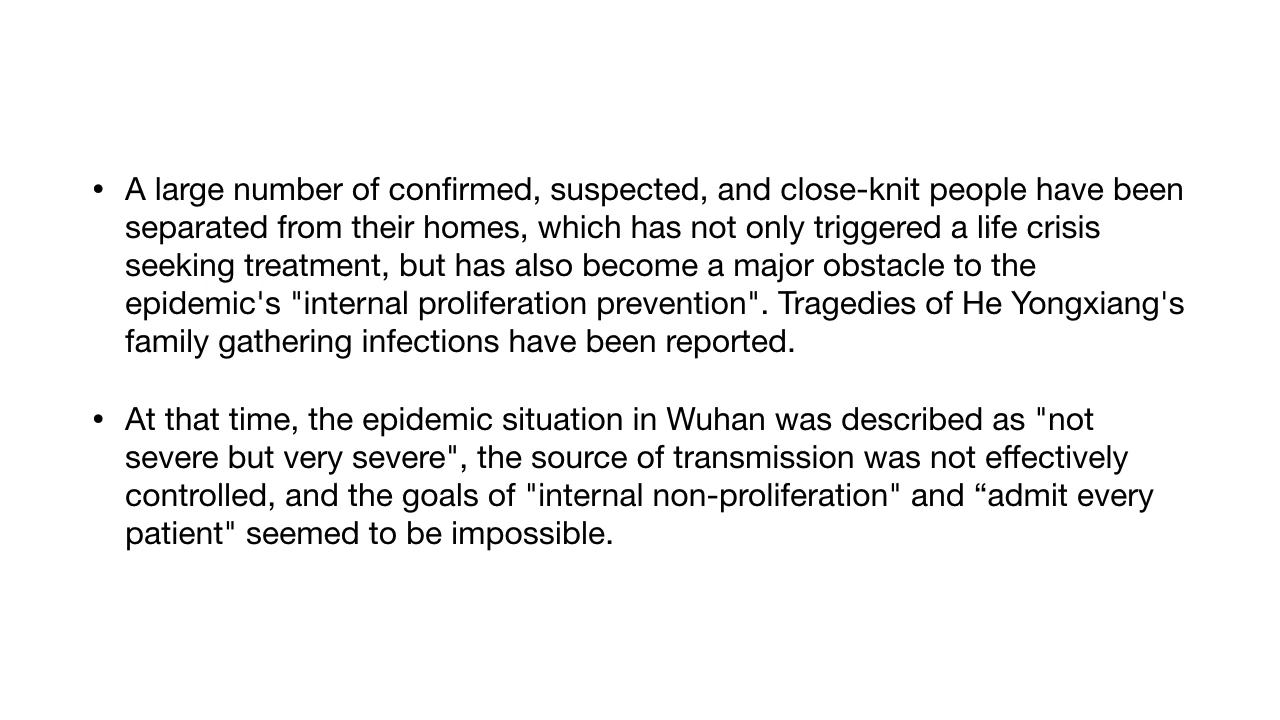 • A large number of confirmed, suspected, and close-knit people have been
separated from their homes, which has not only triggered a life crisis
seeking treatment, but has also become a major obstacle to the
epidemic's "internal proliferation prevention". Tragedies of He Yongxiang's
family gathering infections have been reported.
• At that time, the epidemic situation in Wuhan was described as "not
severe but very severe", the source of transmission was not effectively
controlled, and the goals of "internal non-proliferation" and “admit every
patient" seemed to be impossible.